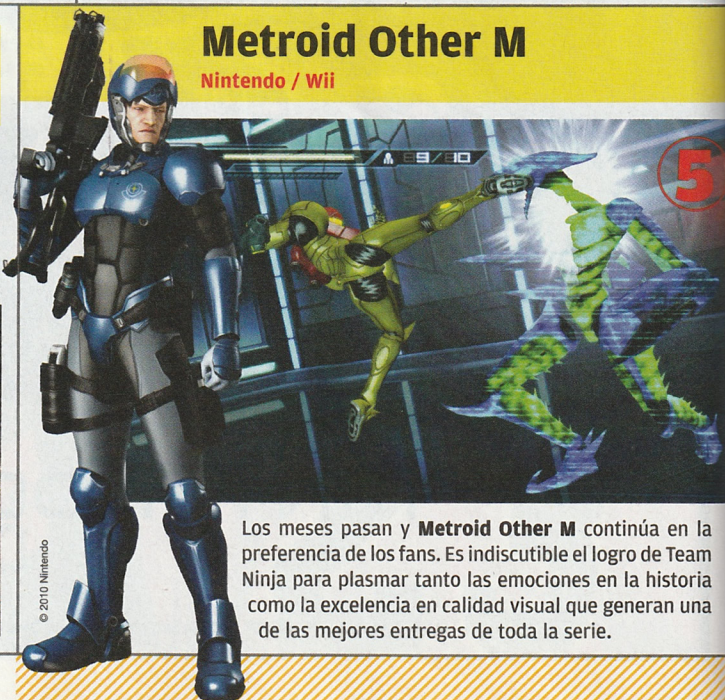 Metroid Other M
Nintendo / Wii
89/80
5
Los meses pasan y Metroid Other M continúa en la
preferencia de los fans. Es indiscutible el logro de Team
Ninja para plasmar tanto las emociones en la historia
como la excelencia en calidad visual que generan una
de las mejores entregas de toda la serie.
© 2010 Nintendo